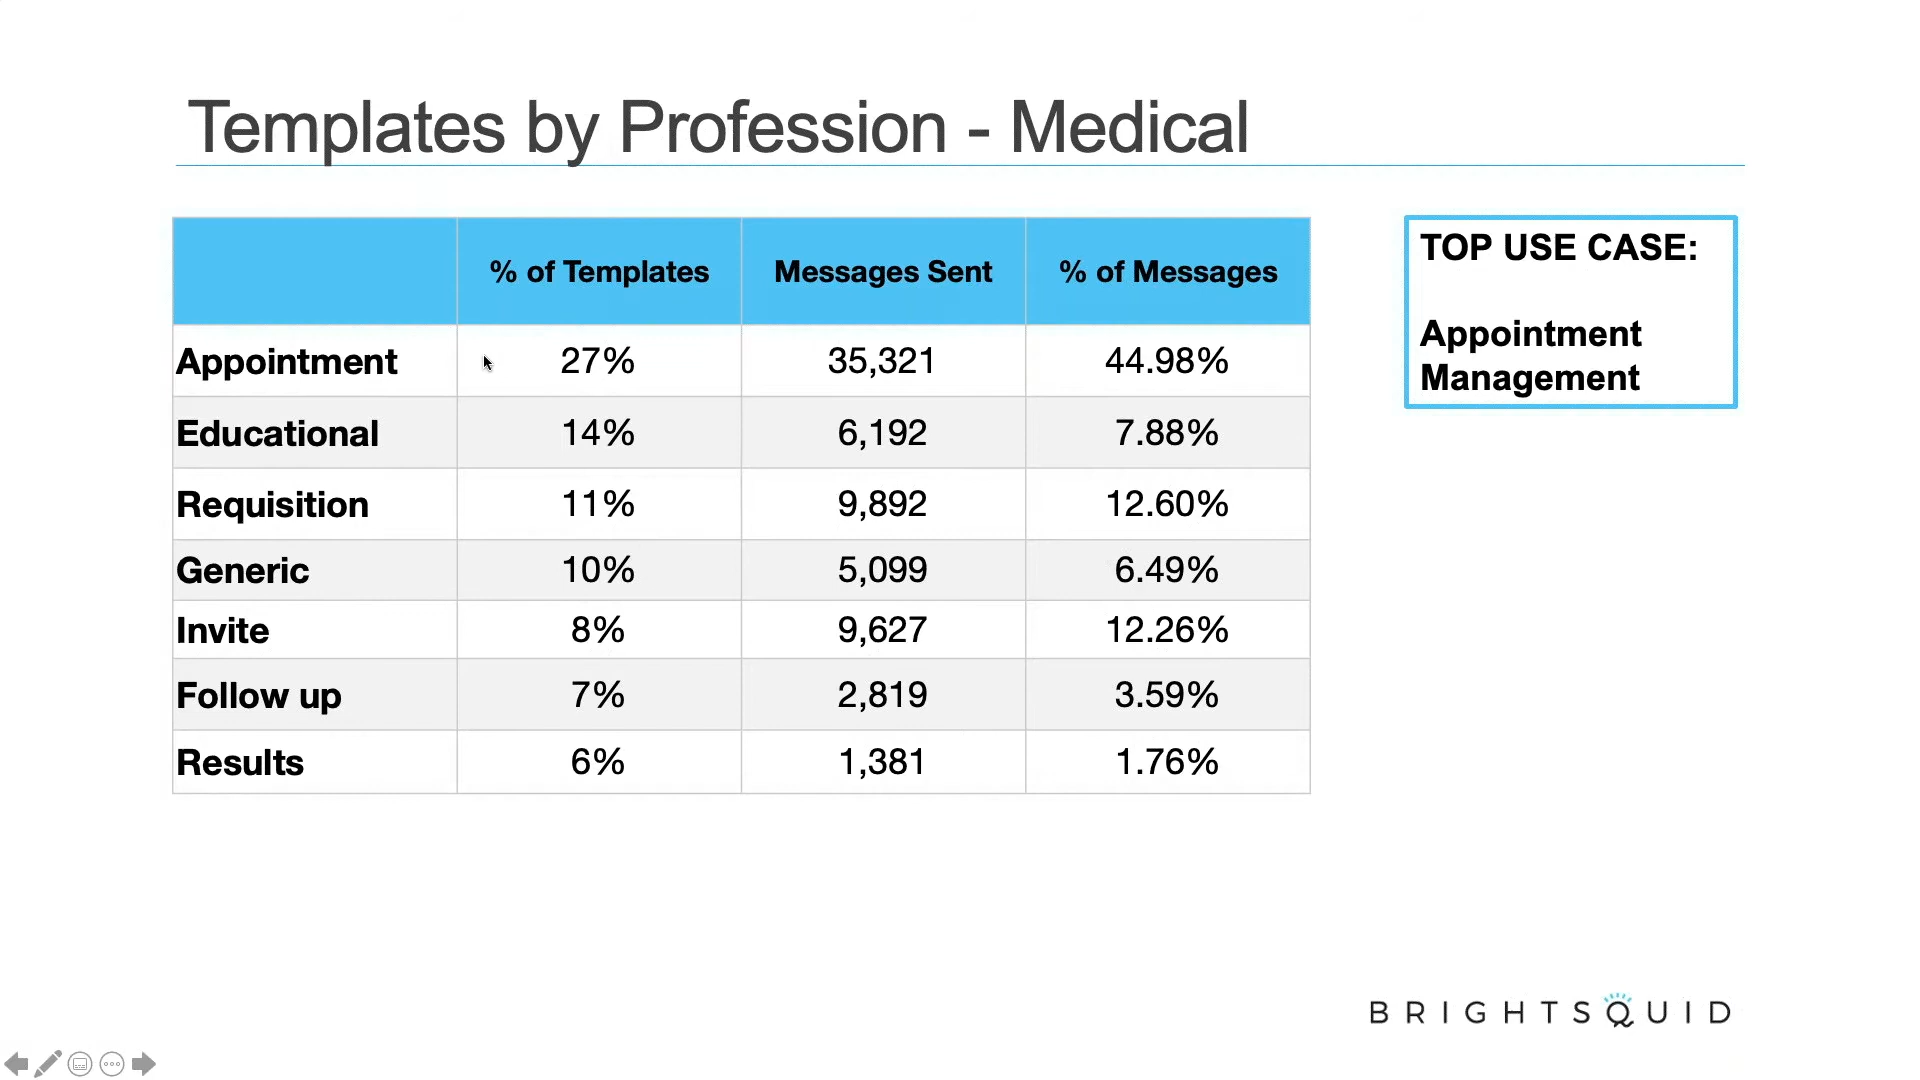 Templates by Profession - Medical
% of Templates Messages Sent % of Messages
Appointment 27% 35,321 44.98%
Educational 14% 6,192 7.88%
Requisition 11% 9,892 12.60%
Generic 10% 5,099 6.49%
Invite 8% 9,627 12.26%
Follow up 7% 2,819 3.59%
Results 6% 1,381 1.76%
TOP USE CASE:
Appointment
Management
BRIGHTSQUID